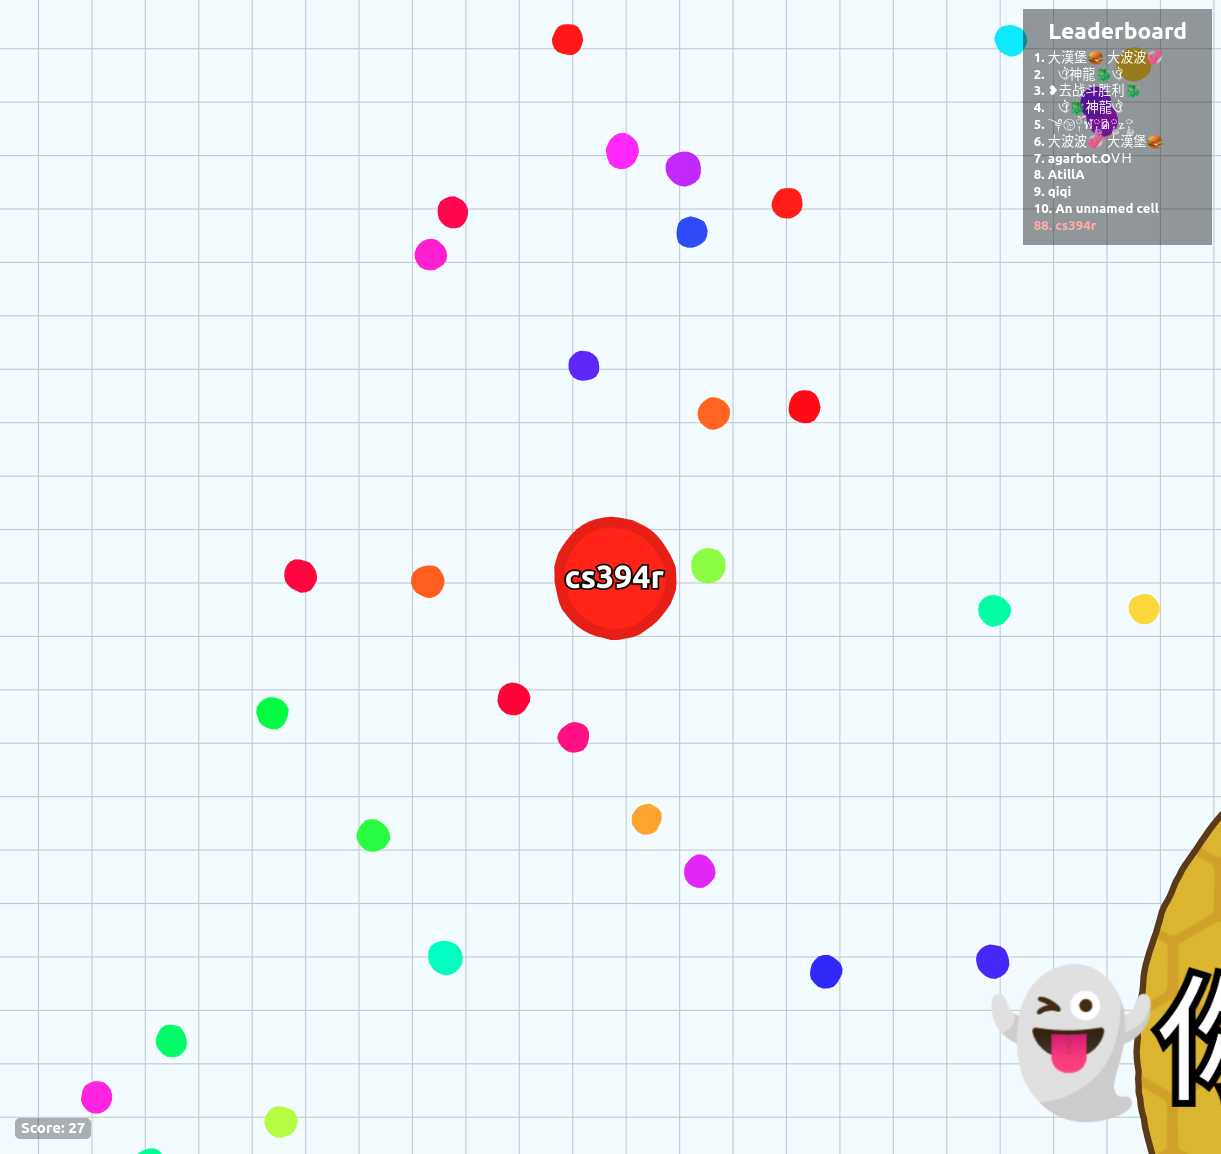 Leaderboard
1. 大漢堡🍔 大波波💞
2. 神龍🐉
3. ❥去战斗胜利🐉
4. 🐉神龍
5.
6. 大波波💞 大漢堡🍔
7. agarbot.OVH
8. AtillA
9. qiqi
10. An unnamed cell
88. cs394r
cs394r
Score: 27